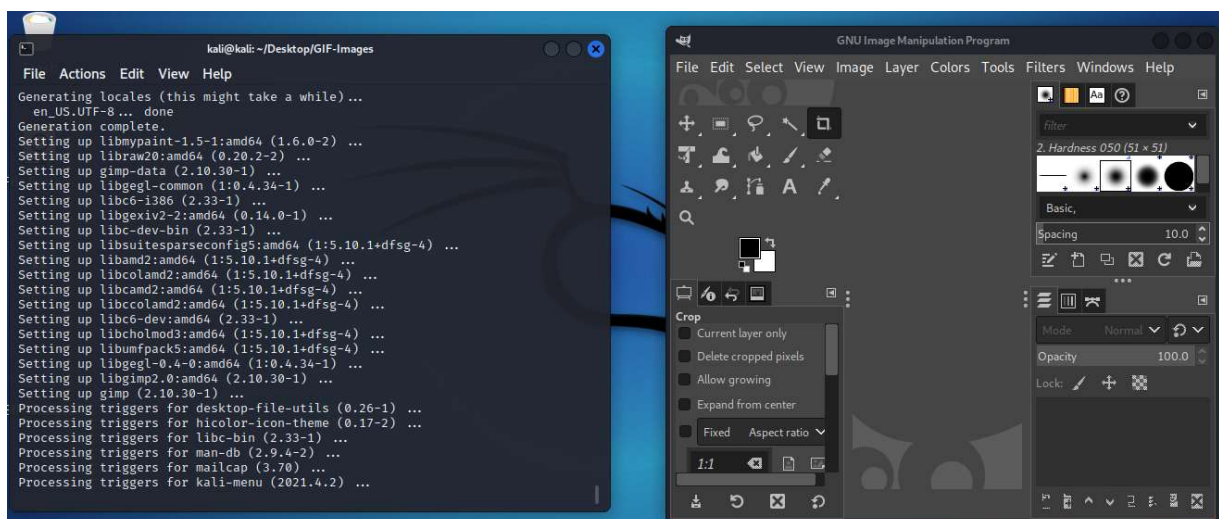 kali@kali: ~/Desktop/GIF-Images
File Actions Edit View Help
Generating locales (this might take a while)...
en_US.UTF-8... done
Generation complete.
Setting up libmypaint-1.5-1:amd64 (1.6.0-2) ...
Setting up libraw20:amd64 (0.20.2-2) ...
Setting up gimp-data (2.10.30-1) ...
Setting up libgegl-common (1:0.4.34-1) ...
Setting up libc6-i386 (2.33-1) ...
Setting up libgexiv2-2:amd64 (0.14.0-1) ...
Setting up libc-dev-bin (2.33-1) ...
Setting up libsuitesparseconfig5:amd64 (1:5.10.1+dfsg-4) ...
Setting up libamd2:amd64 (1:5.10.1+dfsg-4) ...
Setting up libcolamd2:amd64 (1:5.10.1+dfsg-4) ...
Setting up libcamd2:amd64 (1:5.10.1+dfsg-4) ...
Setting up libccolamd2:amd64 (1:5.10.1+dfsg-4) ...
Setting up libc6-dev:amd64 (2.33-1) ...
Setting up libcholmod3:amd64 (1:5.10.1+dfsg-4) ...
Setting up libumfpack5:amd64 (1:5.10.1+dfsg-4) ...
Setting up libgegl-0.4-0:amd64 (1:0.4.34-1) ...
Setting up libgimp2.0:amd64 (2.10.30-1) ...
Setting up gimp (2.10.30-1) ...
Processing triggers for desktop-file-utils (0.26-1) ...
Processing triggers for hicolor-icon-theme (0.17-2) ...
Processing triggers for libc-bin (2.33-1) ...
Processing triggers for man-db (2.9.4-2) ...
Processing triggers for mailcap (3.70) ...
Processing triggers for kali-menu (2021.4.2) ...
GNU Image Manipulation Program
File Edit Select View Image Layer Colors Tools Filters Windows Help
Crop
Current layer only
Delete cropped pixels
Allow growing
Expand from center
Fixed Aspect ratio
1:1
Aa
filter
2. Hardness 050 (51 × 51)
Basic,
Spacing 10.0
Mode Normal
Opacity 100.0
Lock: